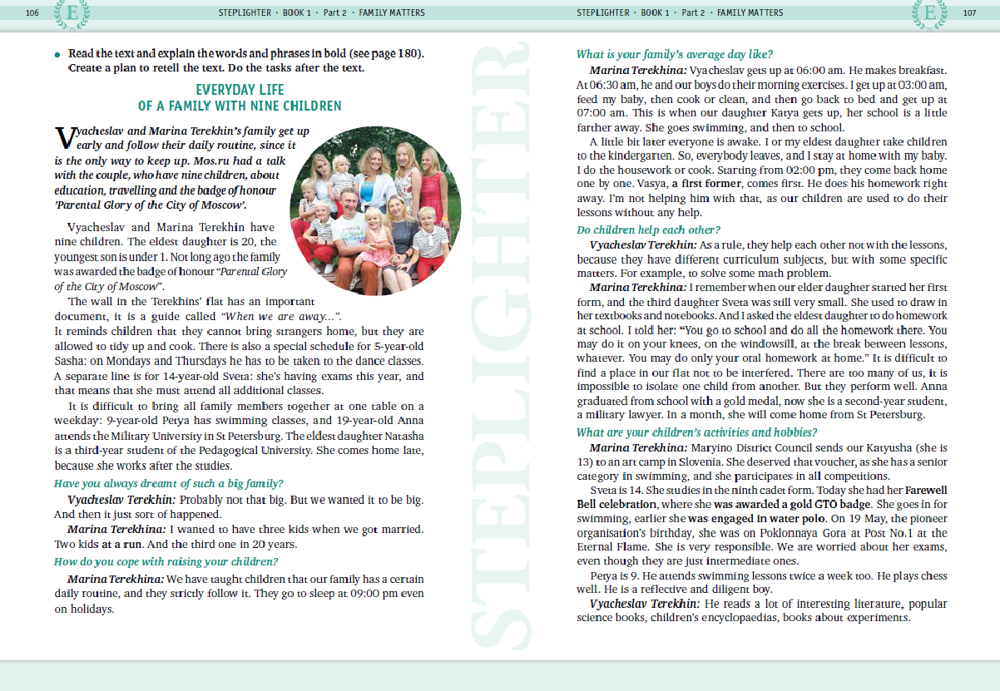 106
E
STEPLIGHTER • BOOK 1 • Part 2 • FAMILY MATTERS
• Read the text and explain the words and phrases in bold (see page 180).
Create a plan to retell the text. Do the tasks after the text.
EVERYDAY LIFE
OF A FAMILY WITH NINE CHILDREN
Vyacheslav and Marina Terekhin's family get up
early and follow their daily routine, since it
is the only way to keep up. Mos.ru had a talk
with the couple, who have nine children, about
education, travelling and the badge of honour
'Parental Glory of the City of Moscow'.
Vyacheslav and Marina Terekhin have
nine children. The eldest daughter is 20, the
youngest son is under 1. Not long ago the family
was awarded the badge of honour “Parental Glory
of the City of Moscow”.
The wall in the Terekhins' flat has an important
document, it is a guide called “When we are away...”.
It reminds children that they cannot bring strangers home, but they are
allowed to tidy up and cook. There is also a special schedule for 5-year-old
Sasha: on Mondays and Thursdays he has to be taken to the dance classes.
A separate line is for 14-year-old Sveta: she's having exams this year, and
that means that she must attend all additional classes.
It is difficult to bring all family members together at one table on a
weekday: 9-year-old Petya has swimming classes, and 19-year-old Anna
attends the Military University in St Petersburg. The eldest daughter Natasha
is a third-year student of the Pedagogical University. She comes home late,
because she works after the studies.
Have you always dreamt of such a big family?
Vyacheslav Terekhin: Probably not that big. But we wanted it to be big.
And then it just sort of happened.
Marina Terekhina: I wanted to have three kids when we got married.
Two kids at a run. And the third one in 20 years.
How do you cope with raising your children?
Marina Terekhina: We have taught children that our family has a certain
daily routine, and they strictly follow it. They go to sleep at 09:00 pm even
on holidays.
STEPLIGHTER
STEPLIGHTER • BOOK 1 • Part 2 • FAMILY MATTERS
E
107
What is your family's average day like?
Marina Terekhina: Vyacheslav gets up at 06:00 am. He makes breakfast.
At 06:30 am, he and our boys do their morning exercises. I get up at 03:00 am,
feed my baby, then cook or clean, and then go back to bed and get up at
07:00 am. This is when our daughter Katya gets up, her school is a little
farther away. She goes swimming, and then to school.
A little bit later everyone is awake. I or my eldest daughter take children
to the kindergarten. So, everybody leaves, and I stay at home with my baby.
I do the housework or cook. Starting from 02:00 pm, they come back home
one by one. Vasya, a first former, comes first. He does his homework right
away. I'm not helping him with that, as our children are used to do their
lessons without any help.
Do children help each other?
Vyacheslav Terekhin: As a rule, they help each other not with the lessons,
because they have different curriculum subjects, but with some specific
matters. For example, to solve some math problem.
Marina Terekhina: I remember when our elder daughter started her first
form, and the third daughter Sveta was still very small. She used to draw in
her textbooks and notebooks. And I asked the eldest daughter to do homework
at school. I told her: “You go to school and do all the homework there. You
may do it on your knees, on the windowsill, at the break between lessons,
whatever. You may do only your oral homework at home.” It is difficult to
find a place in our flat not to be interfered. There are too many of us, it is
impossible to isolate one child from another. But they perform well. Anna
graduated from school with a gold medal, now she is a second-year student,
a military lawyer. In a month, she will come home from St Petersburg.
What are your children's activities and hobbies?
Marina Terekhina: Maryino District Council sends our Katyusha (she is
13) to an art camp in Slovenia. She deserved that voucher, as she has a senior
category in swimming, and she participates in all competitions.
Sveta is 14. She studies in the ninth cadet form. Today she had her Farewell
Bell celebration, where she was awarded a gold GTO badge. She goes in for
swimming, earlier she was engaged in water polo. On 19 May, the pioneer
organisation's birthday, she was on Poklonnaya Gora at Post No.1 at the
Eternal Flame. She is very responsible. We are worried about her exams,
even though they are just intermediate ones.
Petya is 9. He attends swimming lessons twice a week too. He plays chess
well. He is a reflective and diligent boy.
Vyacheslav Terekhin: He reads a lot of interesting literature, popular
science books, children's encyclopaedias, books about experiments.